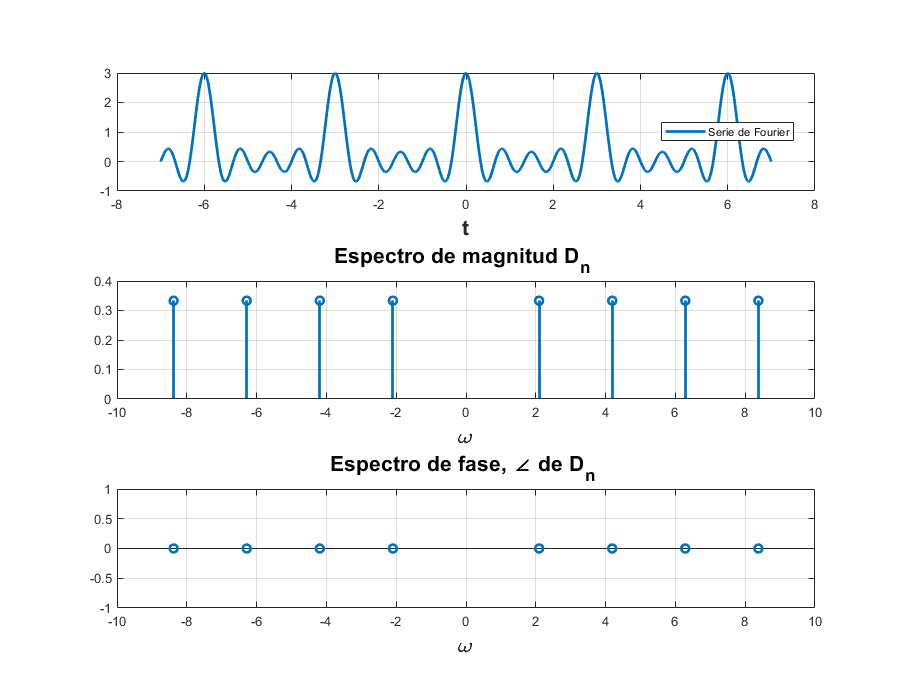 3
2
1
0
-1
Serie de Fourier
-8 -6 -4 -2 0 2 4 6 8
t
Espectro de magnitud D_n
0.4
0.3
0.2
0.1
0
-10 -8 -6 -4 -2 0 2 4 6 8 10
ω
Espectro de fase, ∠ de D_n
1
0.5
0
-0.5
-1
-10 -8 -6 -4 -2 0 2 4 6 8 10
ω